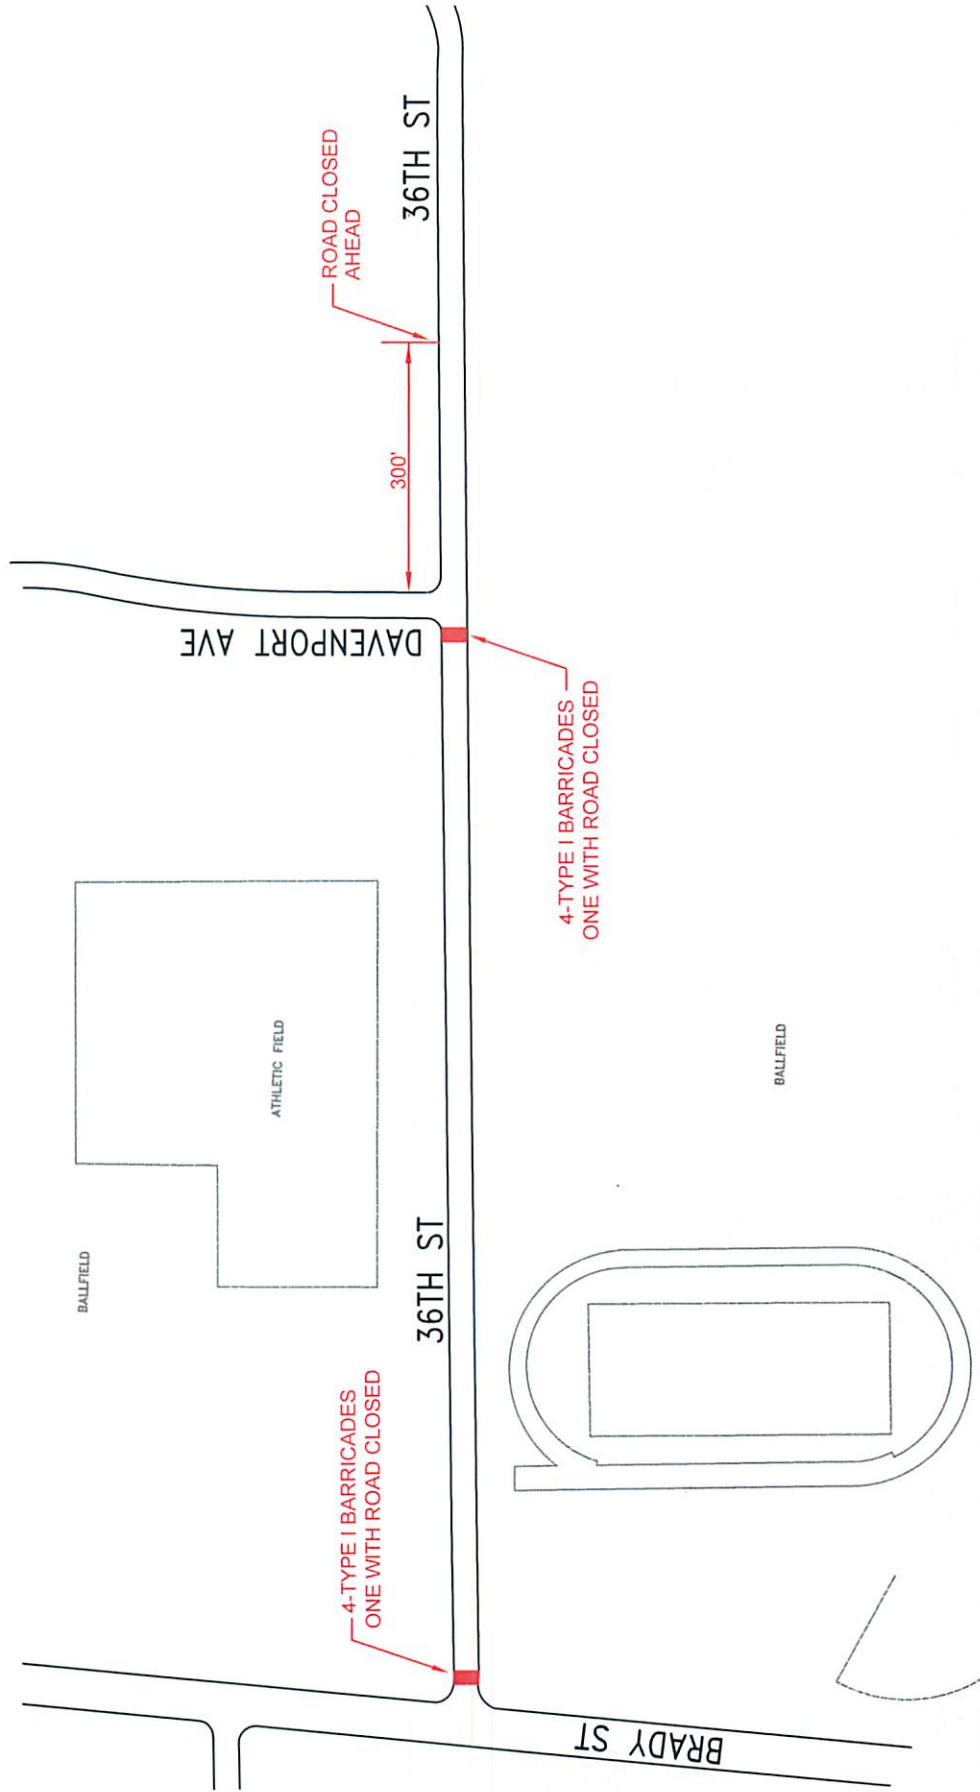 BALLFIELD
ATHLETIC FIELD
4-TYPE I BARRICADES
ONE WITH ROAD CLOSED
36TH ST
BRADY ST
DAVENPORT AVE
300'
ROAD CLOSED
AHEAD
36TH ST
4-TYPE I BARRICADES
ONE WITH ROAD CLOSED
BALLFIELD